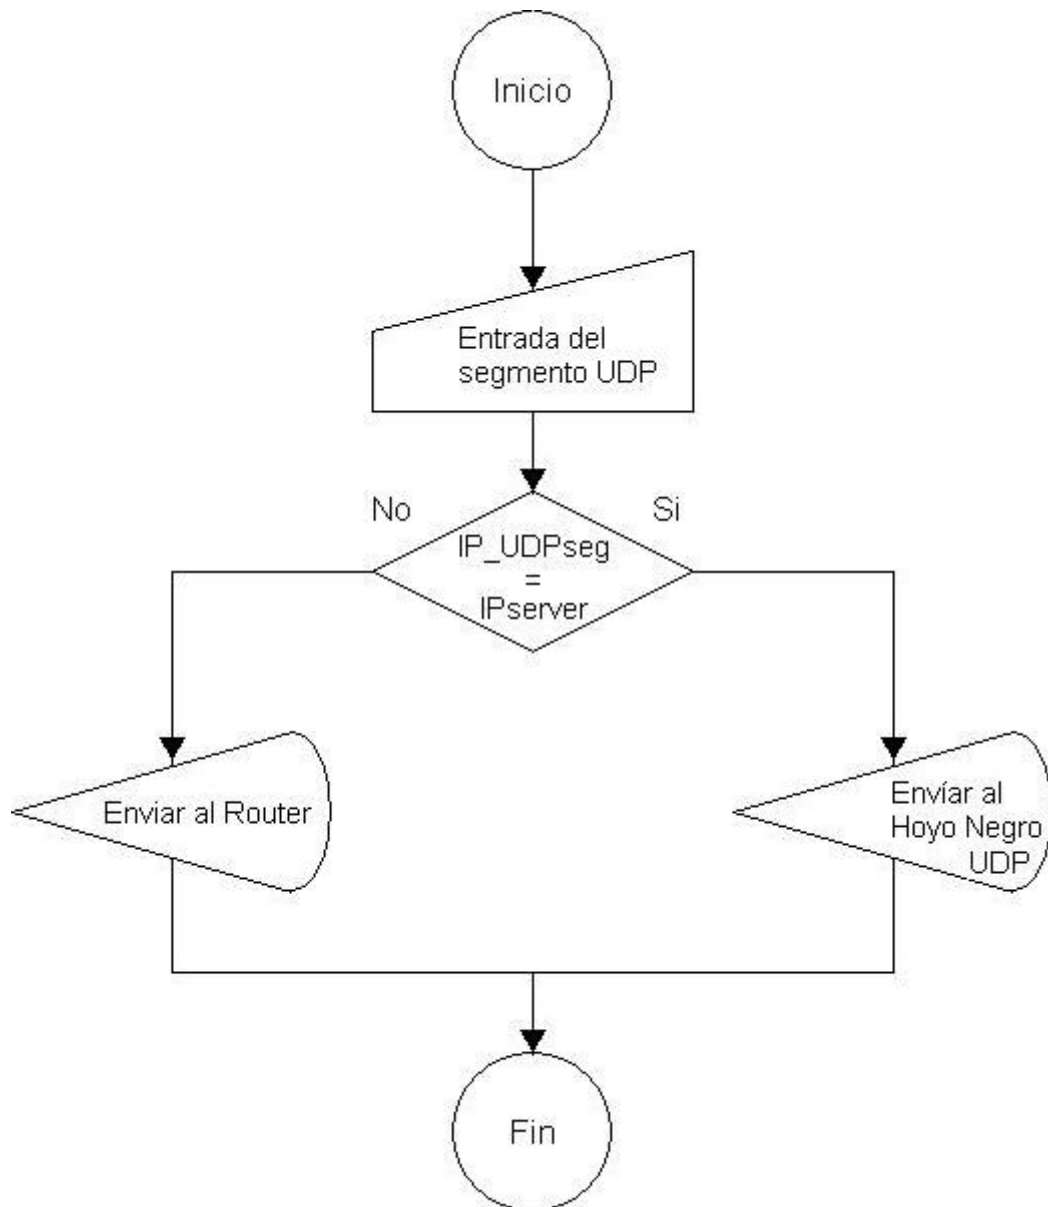 Inicio
Entrada del
segmento UDP
No
Si
IP_UDPseg
=
IPserver
Enviar al Router
Envíar al
Hoyo Negro
UDP
Fin